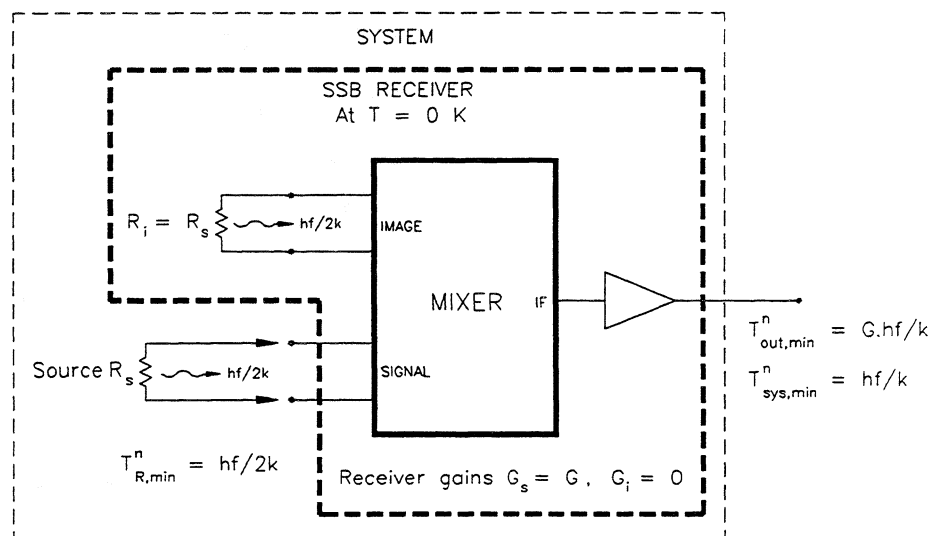 SYSTEM
SSB RECEIVER
At T = 0 K
R_i = R_s
hf/2k
IMAGE
MIXER
IF
T^n_out,min = G.hf/k
Source R_s
hf/2k
SIGNAL
T^n_sys,min = hf/k
T^n_R,min = hf/2k
Receiver gains G_s = G , G_i = 0